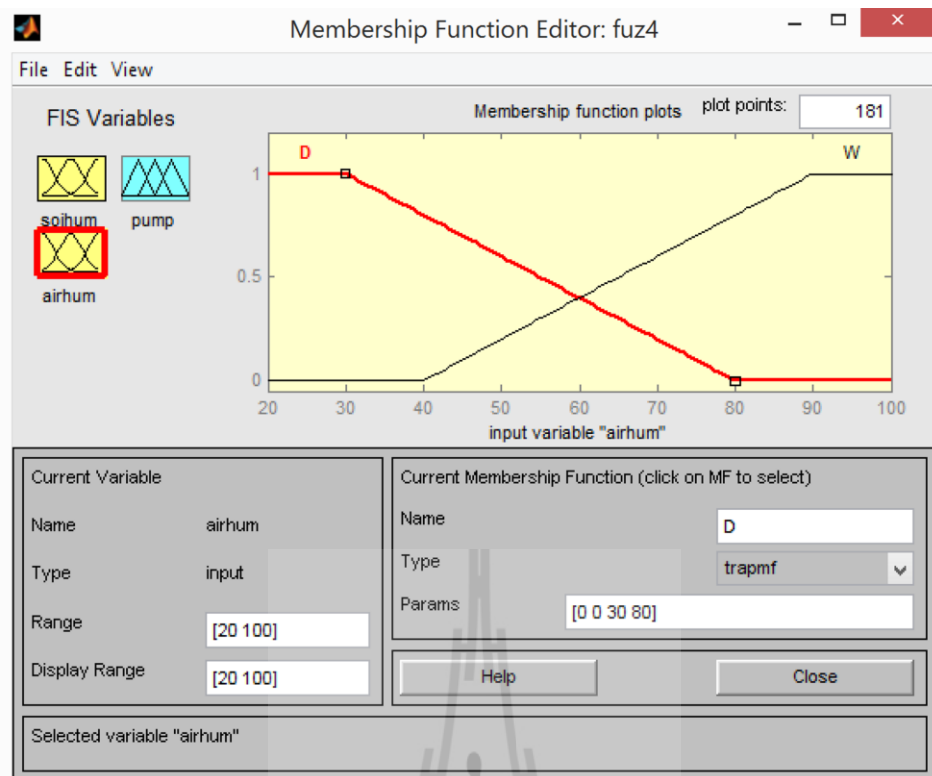 Membership Function Editor: fuz4
File Edit View
FIS Variables
soihum
pump
airhum
Membership function plots
plot points:
181
D
W
1
0.5
0
20 30 40 50 60 70 80 90 100
input variable "airhum"
Current Variable
Name airhum
Type input
Range [20 100]
Display Range [20 100]
Current Membership Function (click on MF to select)
Name D
Type trapmf
Params [0 0 30 80]
Help
Close
Selected variable "airhum"